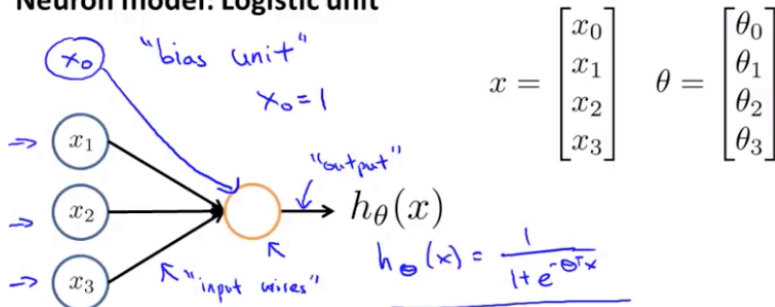 Neuron model: Logistic unit
x₀ "bias unit"
x₀ = 1
x₁
x₂
x₃
"input wires"
"output"
hθ(x)
hθ(x) = 1 / (1 + e^(-θᵀx))
x = [x₀ x₁ x₂ x₃]
θ = [θ₀ θ₁ θ₂ θ₃]